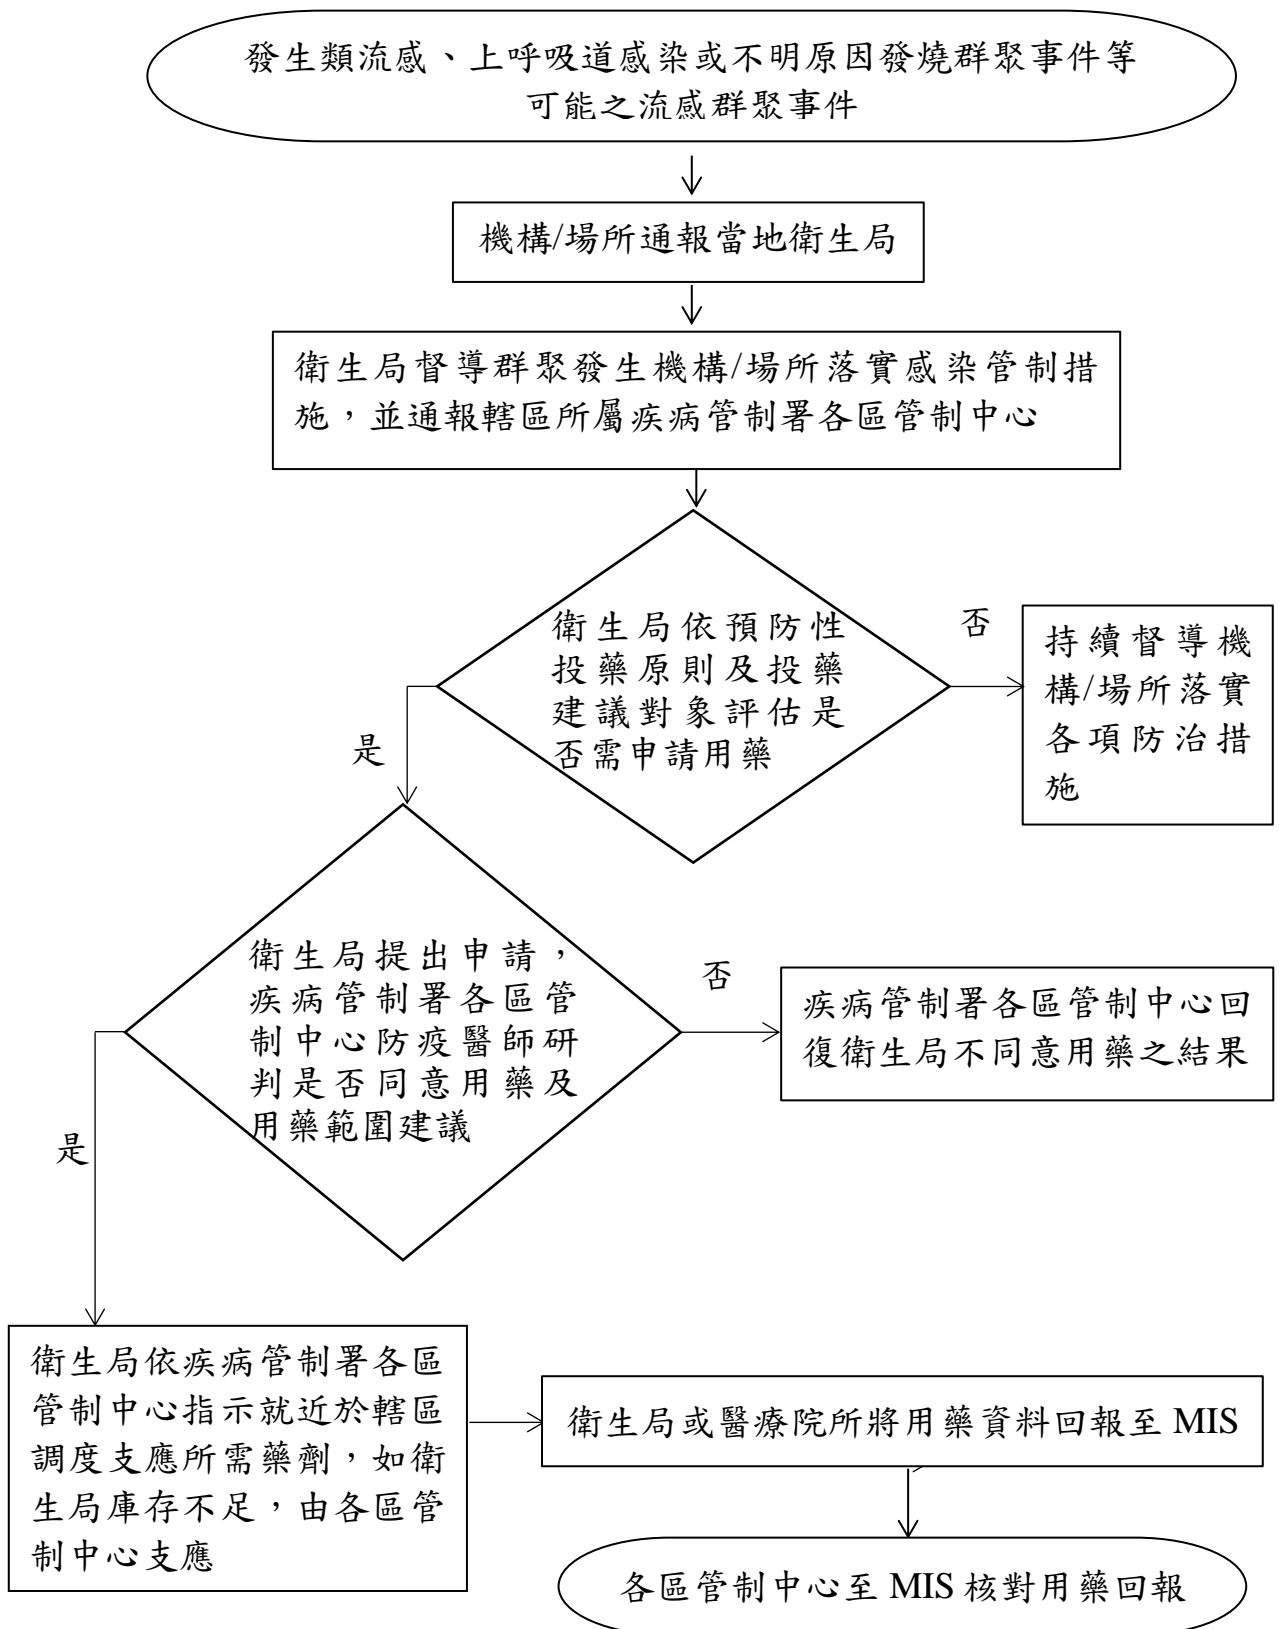 發生類流感、上呼吸道感染或不明原因發燒群聚事件等
可能之流感群聚事件
機構/場所通報當地衛生局
衛生局督導群聚發生機構/場所落實感染管制措
施，並通報轄區所屬疾病管制署各區管制中心
衛生局依預防性
投藥原則及投藥
建議對象評估是
否需申請用藥
否
持續督導機
構/場所落實
各項防治措
施
是
衛生局提出申請，
疾病管制署各區管
制中心防疫醫師研
判是否同意用藥及
用藥範圍建議
否
疾病管制署各區管制中心回
復衛生局不同意用藥之結果
是
衛生局依疾病管制署各區
管制中心指示就近於轄區
調度支應所需藥劑，如衛
生局庫存不足，由各區管
制中心支應
衛生局或醫療院所將用藥資料回報至 MIS
各區管制中心至 MIS 核對用藥回報